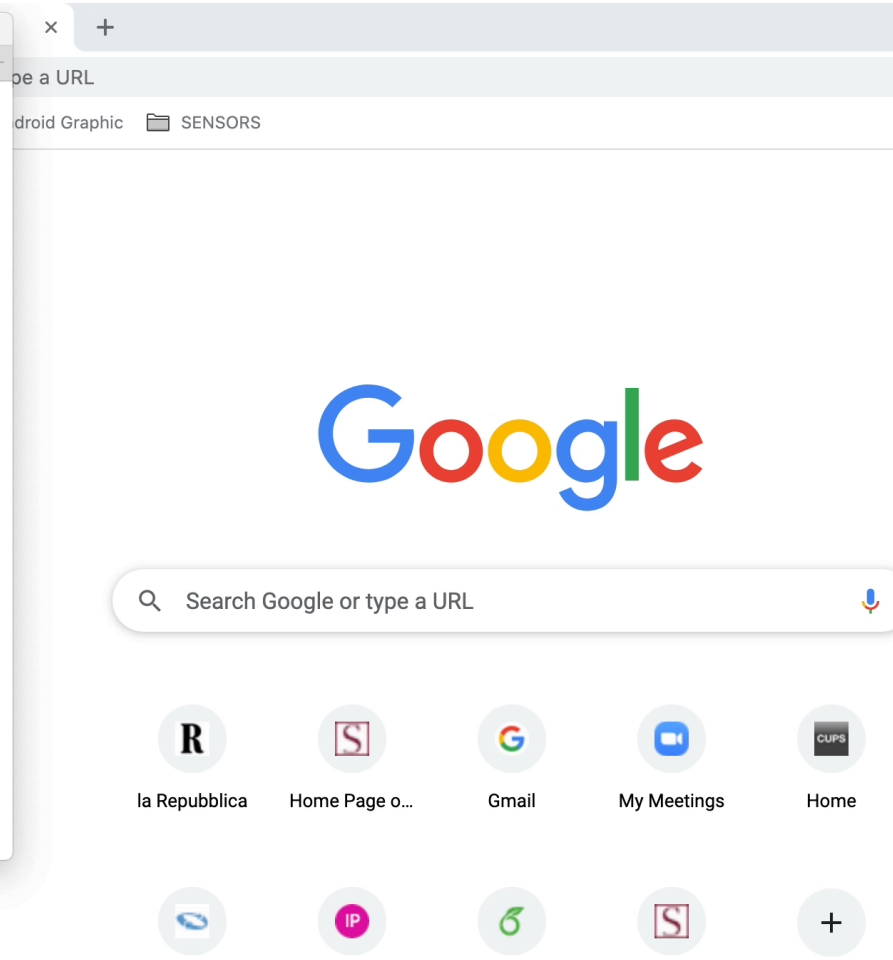 pe a URL
droid Graphic SENSORS
Google
Search Google or type a URL
R S G CUPS
la Repubblica Home Page o... Gmail My Meetings Home
IP S